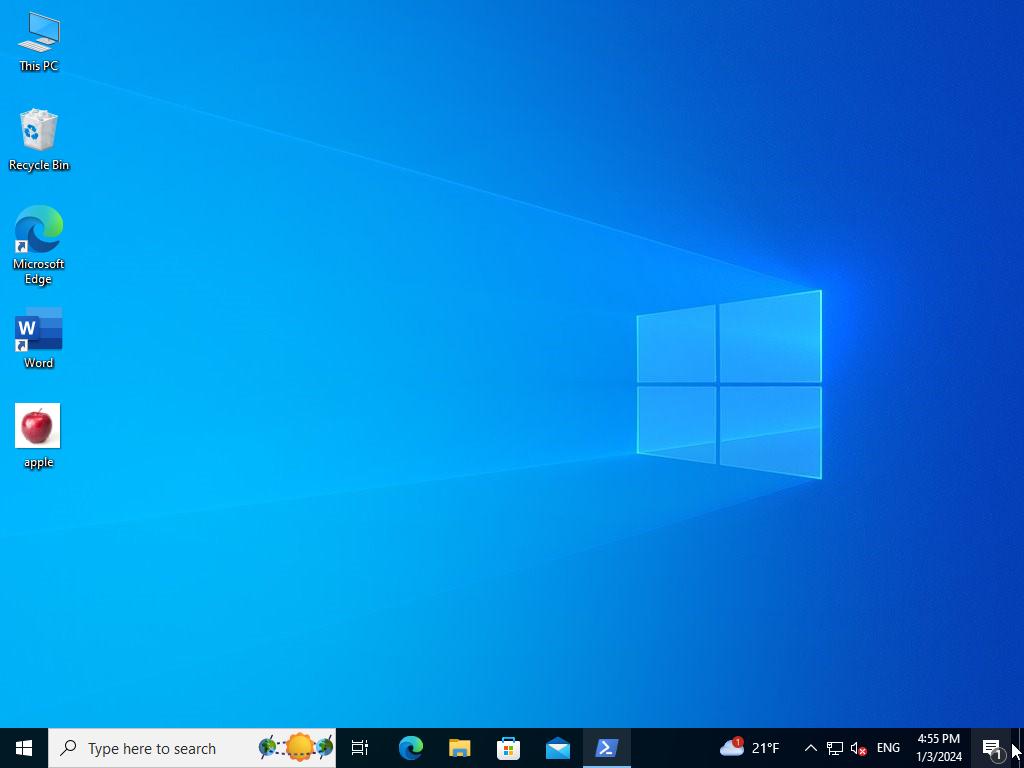 This PC
Recycle Bin
Microsoft
Edge
W
Word
apple
Type here to search
1
21°F
ENG
4:55 PM
1/3/2024
1